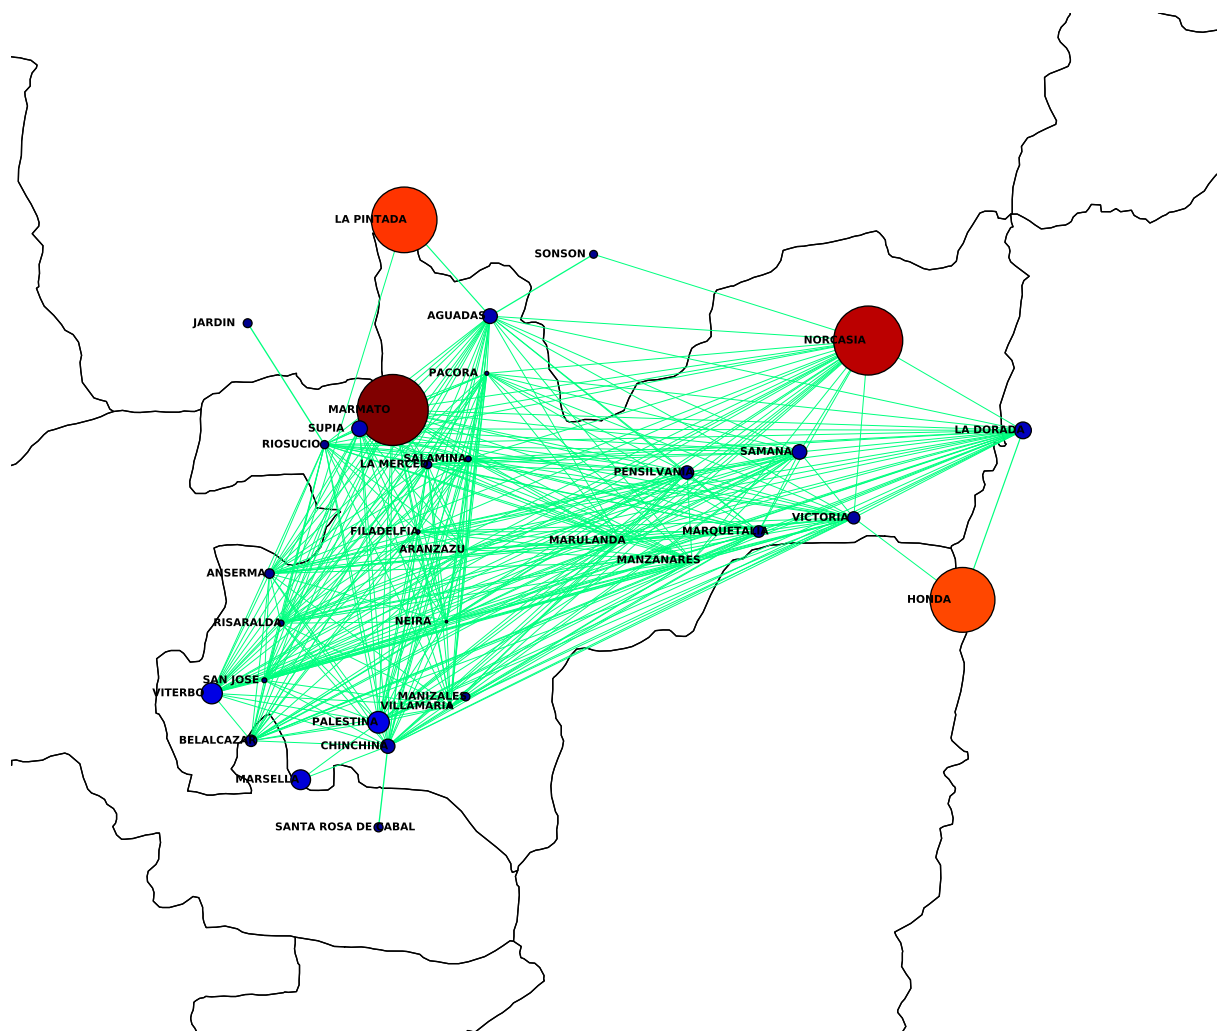 LA PINTADA
SONSON
AGUADAS
JARDIN
NORCASIA
PACORA
MARMATO
SUPIA
LA DORADA
RIOSUCIO
SAMANA
SALAMINA
LA MERCED
PENSILVANIA
VICTORIA
FILADELFIA
MARQUETALIA
MARULANDA
ARANZAZU
MANZANARES
ANSERMA
HONDA
RISARALDA
NEIRA
SAN JOSE
VITERBO
MANIZALES
VILLAMARIA
PALESTINA
BELALCAZAR
CHINCHINA
MARSELLA
SANTA ROSA DE CABAL